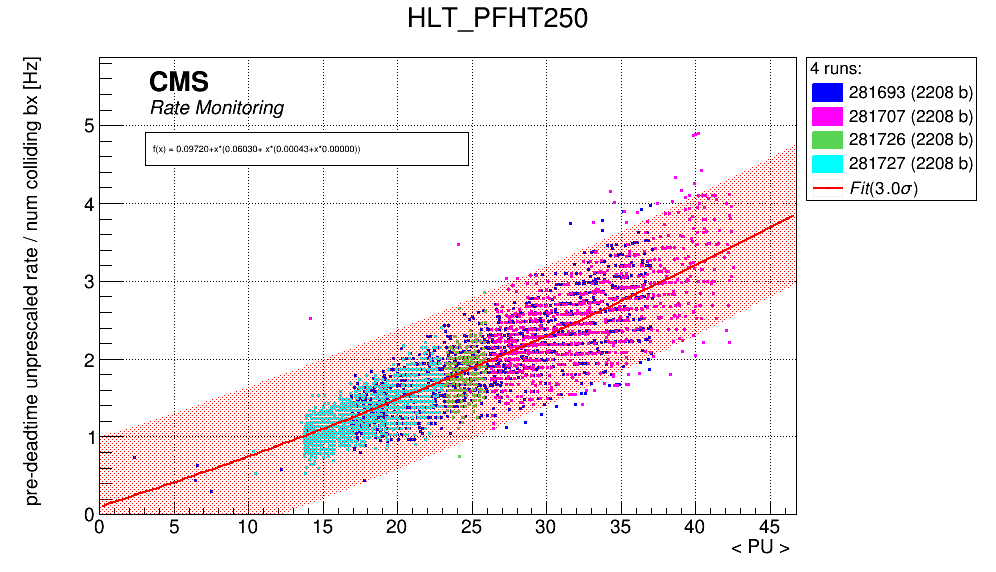 HLT_PFHT250
pre-deadtime unprescaled rate / num colliding bx [Hz]
CMS
Rate Monitoring
f(x) = 0.09720+x*(0.06030+ x*(0.00043+x*0.00000))
5
4
3
2
1
0
0 5 10 15 20 25 30 35 40 45
< PU >
4 runs:
281693 (2208 b)
281707 (2208 b)
281726 (2208 b)
281727 (2208 b)
Fit(3.0σ)